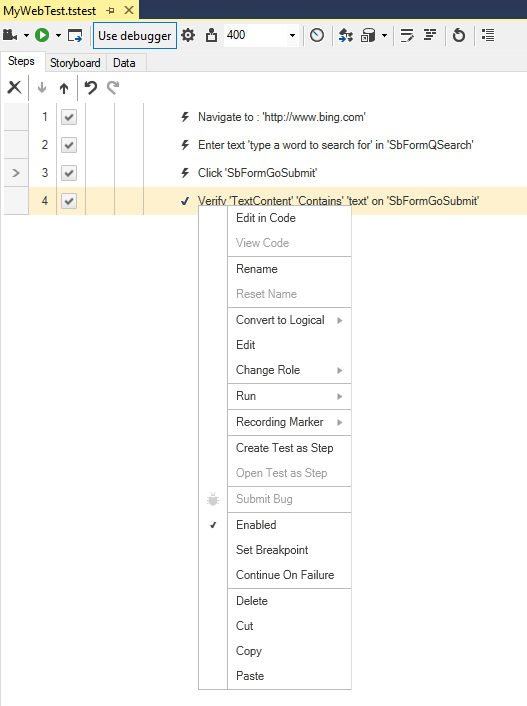 MyWebTest.tstest
Use debugger 400
Steps Storyboard Data
1 Navigate to : 'http://www.bing.com'
2 Enter text 'type a word to search for' in 'SbFormQSearch'
3 Click 'SbFormGoSubmit'
4 Verify 'TextContent' 'Contains' 'text' on 'SbFormGoSubmit'
Edit in Code
View Code
Rename
Reset Name
Convert to Logical
Edit
Change Role
Run
Recording Marker
Create Test as Step
Open Test as Step
Submit Bug
Enabled
Set Breakpoint
Continue On Failure
Delete
Cut
Copy
Paste